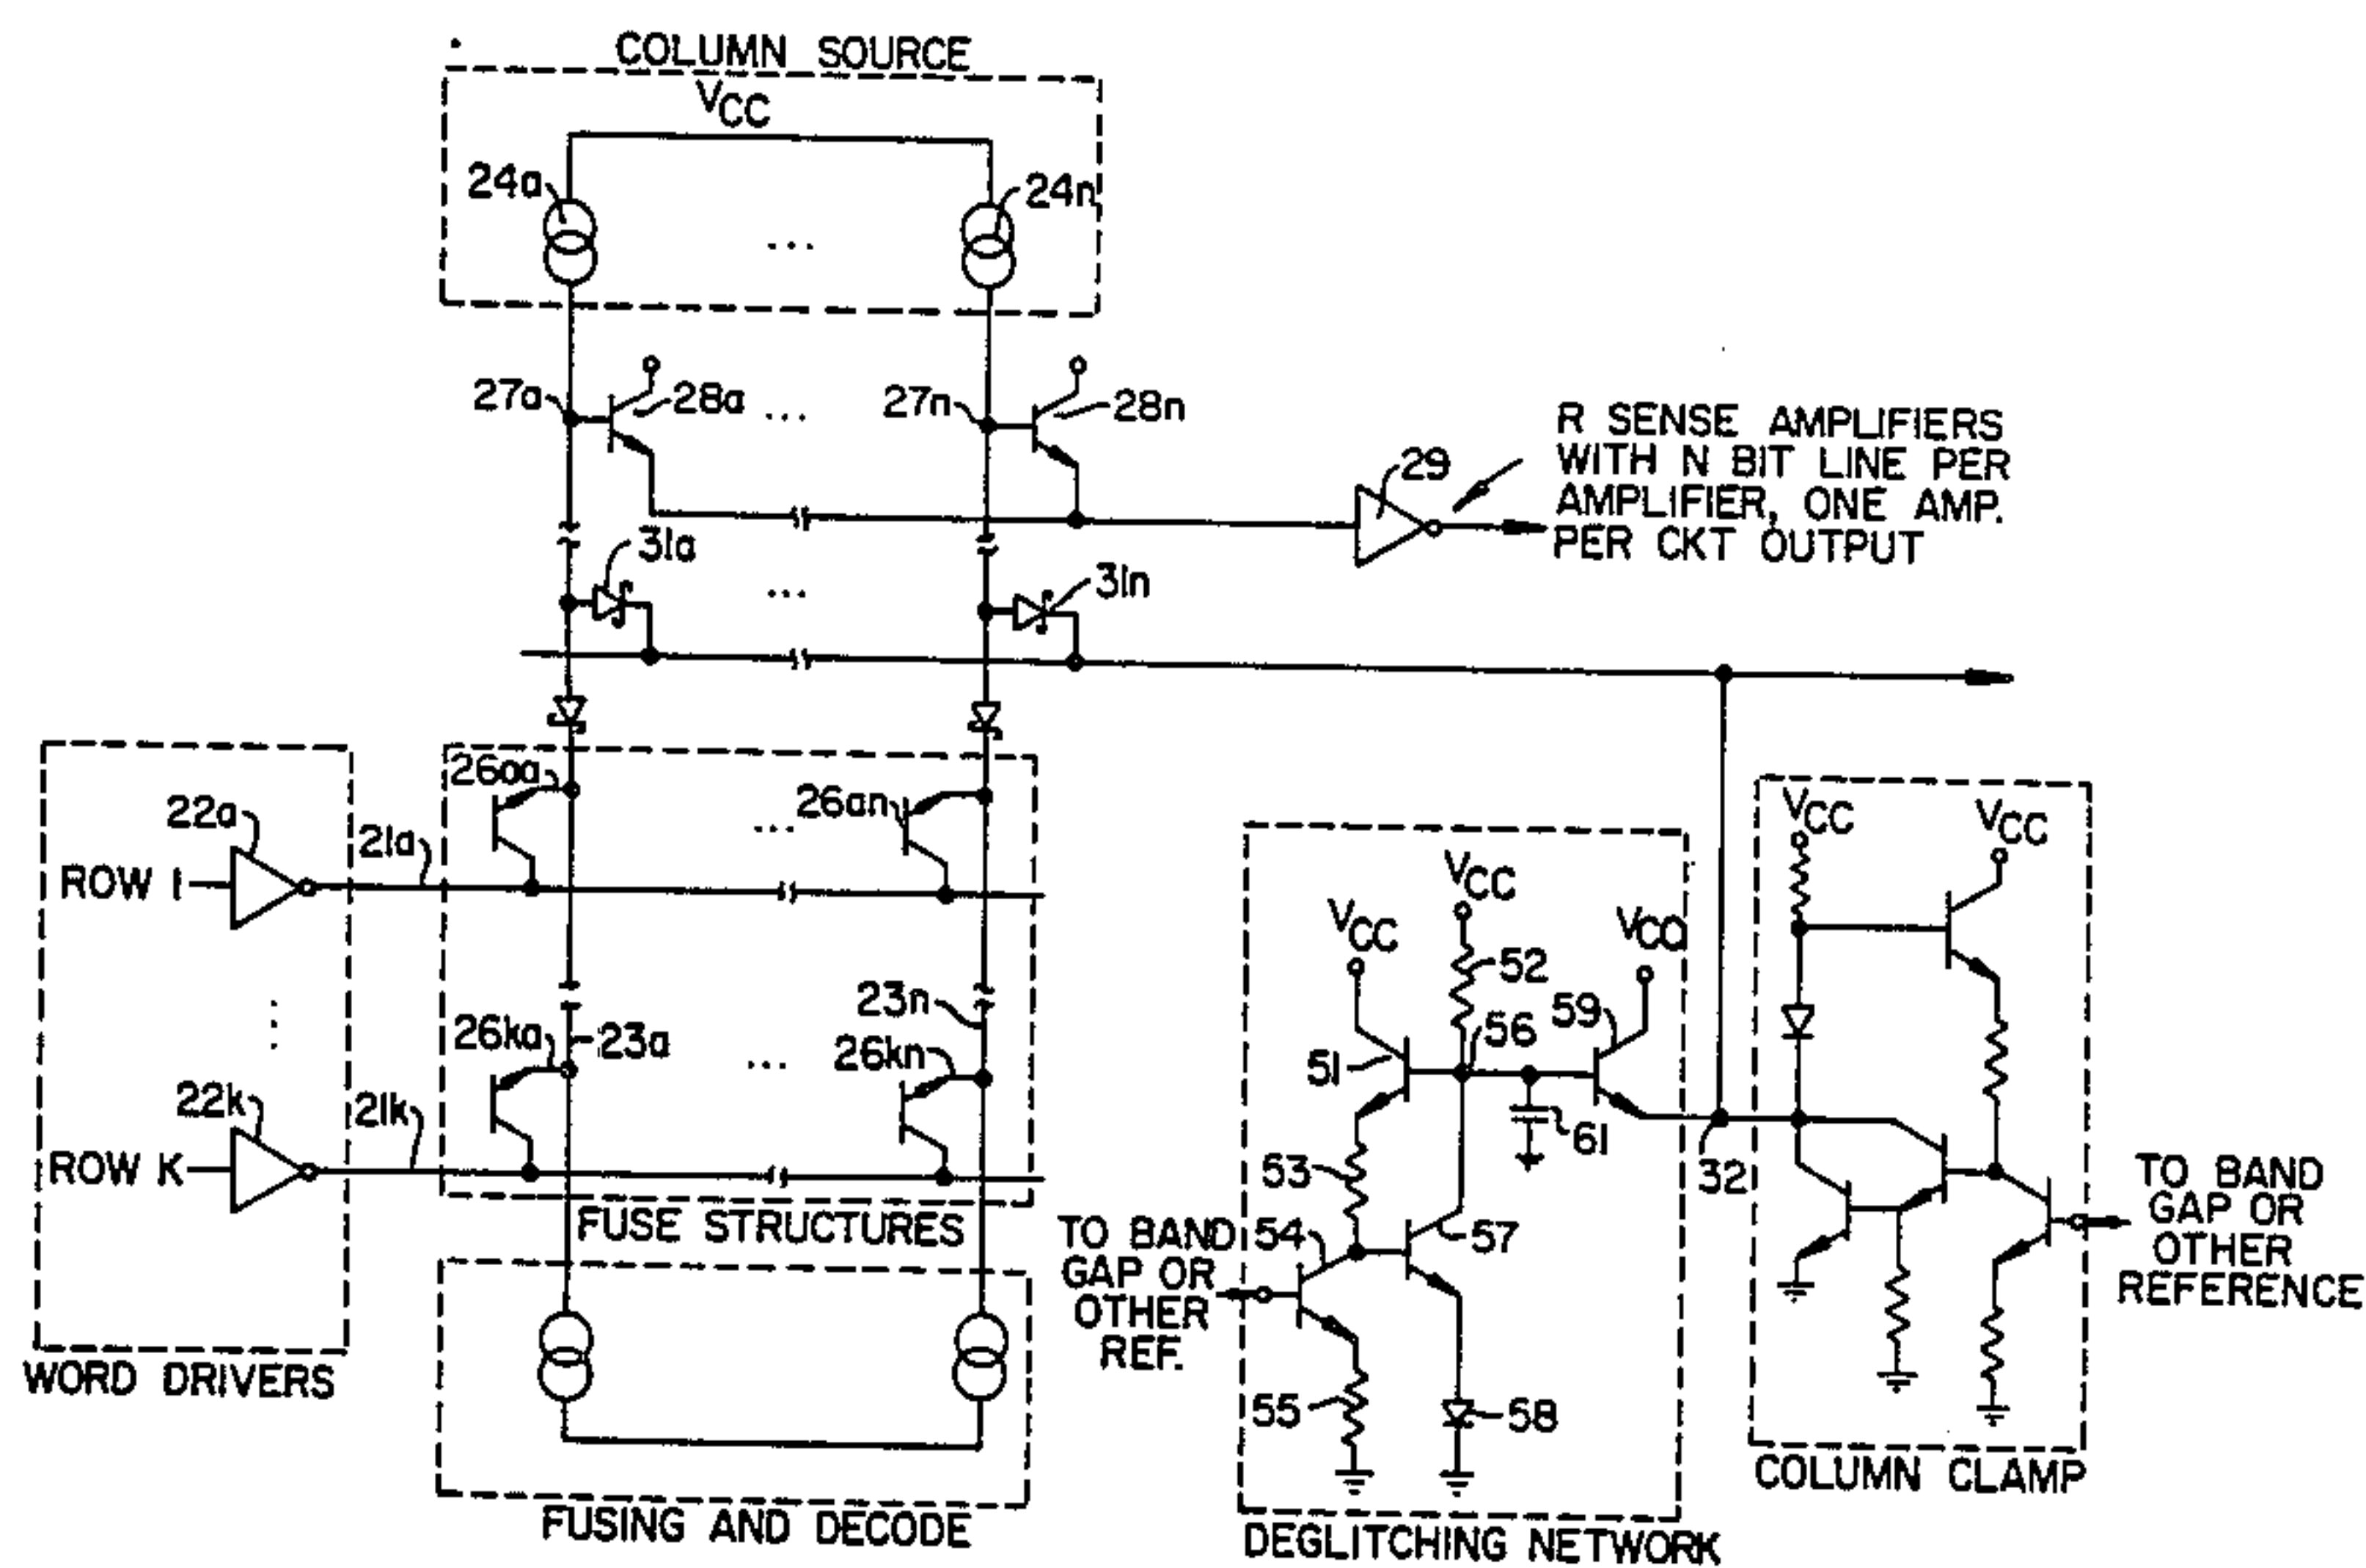 COLUMN SOURCE
VCC
24a
24n
...
27a
28a
...
27n
28n
R SENSE AMPLIFIERS
WITH N BIT LINE PER
AMPLIFIER, ONE AMP.
PER CKT OUTPUT
29
31a
...
31n
26aa
26an
...
22a
21a
ROW 1
23n
26ka
23a
...
26kn
22k
21k
ROW K
FUSE STRUCTURES
WORD DRIVERS
FUSING AND DECODE
VCC
VCC
VCC
52
56
59
51
61
53
54
57
TO BAND
GAP OR
OTHER
REF.
55
58
DEGLITCHING NETWORK
32
VCC
VCC
TO BAND
GAP OR
OTHER
REFERENCE
COLUMN CLAMP